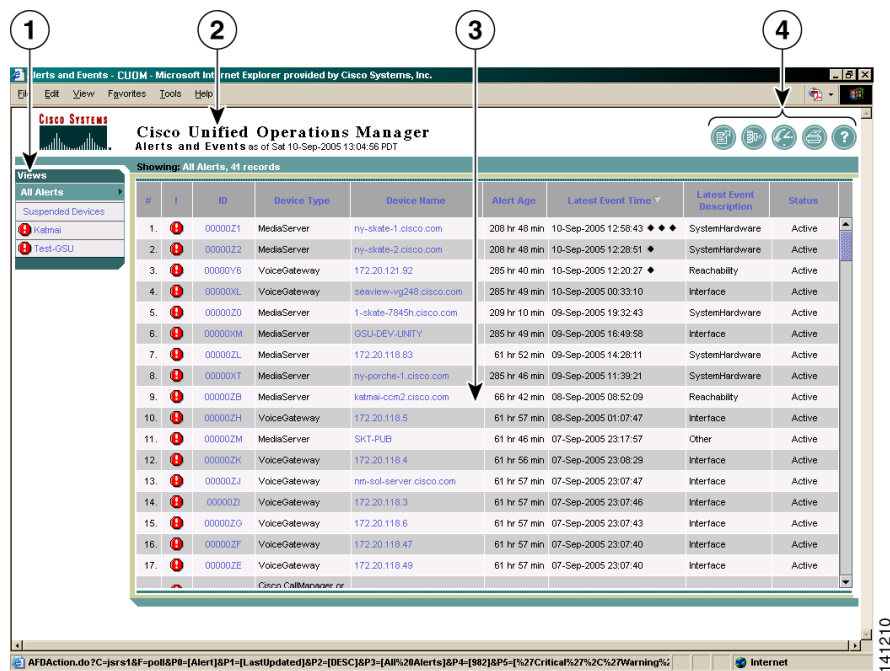 1 2 3 4
Alerts and Events - CUOM - Microsoft Internet Explorer provided by Cisco Systems, Inc.
File Edit View Favorites Tools Help
CISCO SYSTEMS
Cisco Unified Operations Manager
Alerts and Events as of Sat 10-Sep-2005 13:04:56 PDT
?
Showing: All Alerts, 41 records
Views
All Alerts
Suspended Devices
Katmai
Test-GSU
# ! ID Device Type Device Name Alert Age Latest Event Time Latest Event Description Status
1. 00000Z1 MediaServer ny-skate-1.cisco.com 208 hr 48 min 10-Sep-2005 12:58:43 ◆ ◆ ◆ SystemHardware Active
2. 00000Z2 MediaServer ny-skate-2.cisco.com 208 hr 48 min 10-Sep-2005 12:28:51 ◆ SystemHardware Active
3. 00000Y6 VoiceGateway 172.20.121.92 285 hr 40 min 10-Sep-2005 12:20:27 ◆ Reachability Active
4. 00000XL VoiceGateway seaview-vg248.cisco.com 285 hr 49 min 10-Sep-2005 00:33:10 Interface Active
5. 00000Z0 MediaServer 1-skate-7845h.cisco.com 209 hr 10 min 09-Sep-2005 19:32:43 SystemHardware Active
6. 00000XM MediaServer GSU-DEV-UNITY 285 hr 49 min 09-Sep-2005 16:49:58 Interface Active
7. 00000ZL MediaServer 172.20.118.83 61 hr 52 min 09-Sep-2005 14:28:11 SystemHardware Active
8. 00000XT MediaServer ny-porche-1.cisco.com 285 hr 46 min 09-Sep-2005 11:39:21 SystemHardware Active
9. 00000ZB MediaServer katmai-ccm2.cisco.com 66 hr 42 min 08-Sep-2005 08:52:09 Reachability Active
10. 00000ZH VoiceGateway 172.20.118.5 61 hr 57 min 08-Sep-2005 01:07:47 Interface Active
11. 00000ZM MediaServer SKT-PUB 61 hr 46 min 07-Sep-2005 23:17:57 Other Active
12. 00000ZK VoiceGateway 172.20.118.4 61 hr 56 min 07-Sep-2005 23:08:29 Interface Active
13. 00000ZJ VoiceGateway nm-sol-server.cisco.com 61 hr 57 min 07-Sep-2005 23:07:47 Interface Active
14. 00000ZI VoiceGateway 172.20.118.3 61 hr 57 min 07-Sep-2005 23:07:46 Interface Active
15. 00000ZG VoiceGateway 172.20.118.6 61 hr 57 min 07-Sep-2005 23:07:43 Interface Active
16. 00000ZF VoiceGateway 172.20.118.47 61 hr 57 min 07-Sep-2005 23:07:40 Interface Active
17. 00000ZE VoiceGateway 172.20.118.49 61 hr 57 min 07-Sep-2005 23:07:40 Interface Active
Cisco CallManager or
AFDAction.do?C=jsrs1&F=poll&P0=[Alert]&P1=[LastUpdated]&P2=[DESC]&P3=[All%20Alerts]&P4=[982]&P5=[%27Critical%27%2C%27Warning%2 Internet
141210